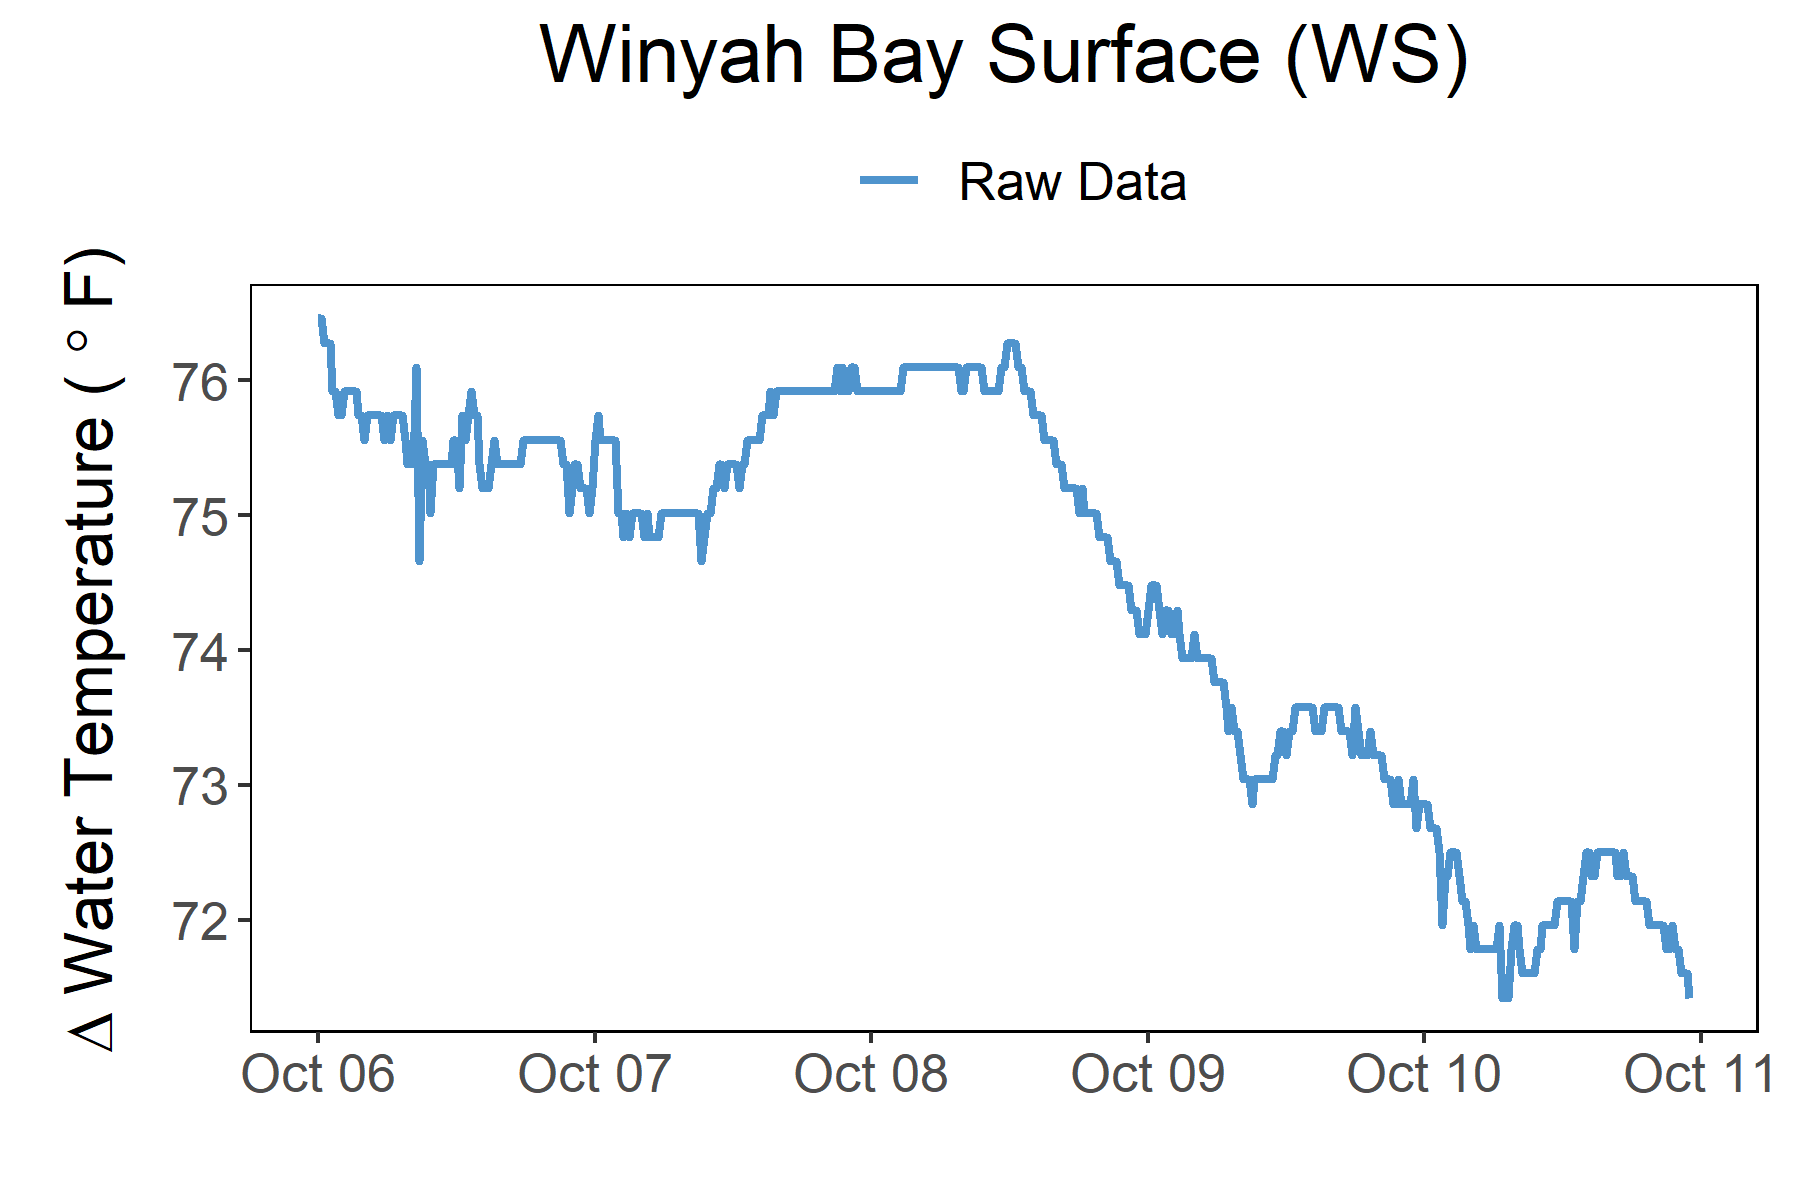 Winyah Bay Surface (WS)
Raw Data
Δ Water Temperature ( ° F)
76
75
74
73
72
Oct 06 Oct 07 Oct 08 Oct 09 Oct 10 Oct 11